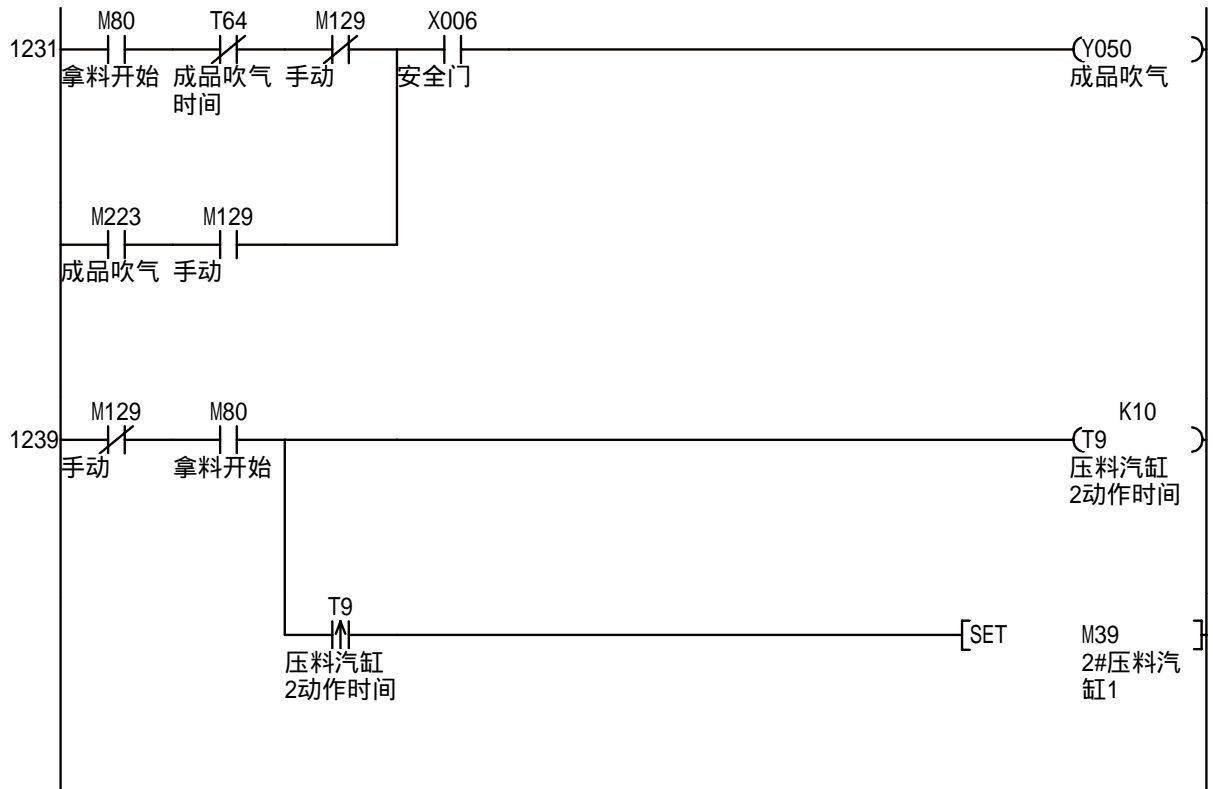 M80 T64 M129 X006
1231 Y050
拿料开始 成品吹气 手动 安全门 成品吹气
时间
M223 M129
成品吹气 手动
M129 M80 K10
1239 T9
手动 拿料开始 压料汽缸
2动作时间
T9
SET M39
压料汽缸 2#压料汽
2动作时间 缸1